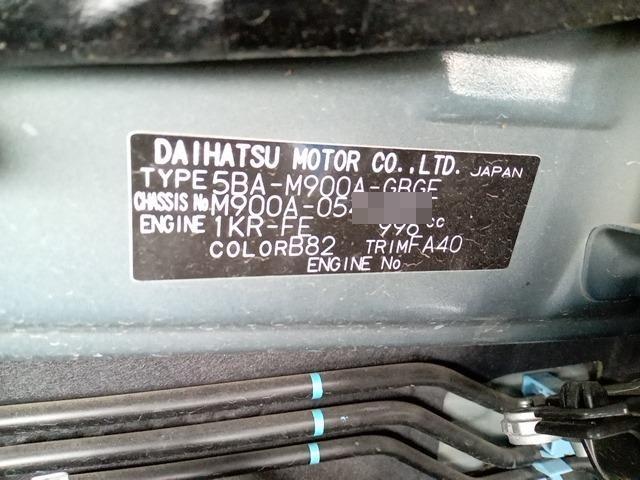 DAIHATSU MOTOR CO.,LTD. JAPAN
TYPE 5BA-M900A-GBGF
CHASSIS No M900A-05
ENGINE 1KR-FE 996 cc
COLOR B82 TRIM FA40
ENGINE No